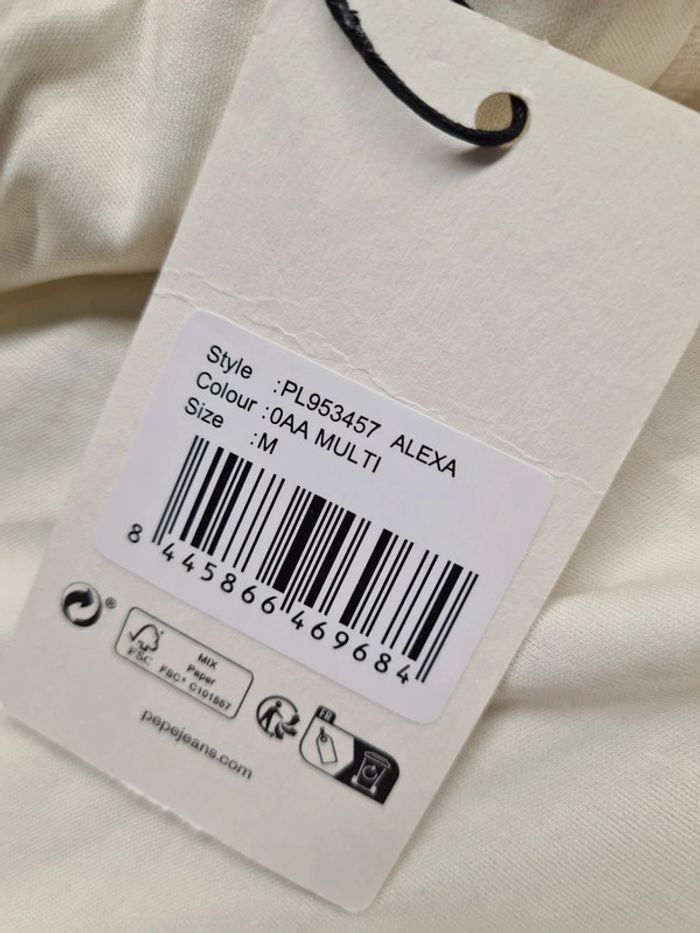 Style :PL953457 ALEXA
Colour :0AA MULTI
Size :M
8 445866 469684
®
FSC
MIX
Paper
FSC® C101557
FR
pepejeans.com